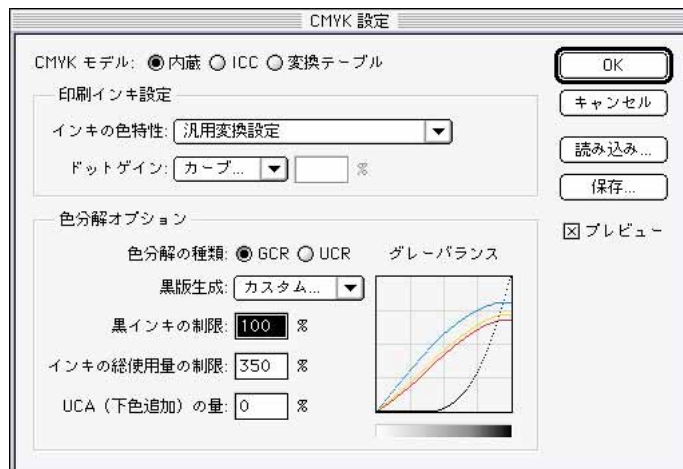 CMYK 設定
CMYK モデル: 内蔵 ICC 変換テーブル
印刷インキ設定
インキの色特性: 汎用変換設定
ドットゲイン: カーブ... %
色分解オプション
色分解の種類: GCR UCR
黒版生成: カスタム...
黒インキの制限: 100 %
インキの総使用量の制限: 350 %
UCA（下色追加）の量: 0 %
グレーバランス
OK
キャンセル
読み込み...
保存...
プレビュー